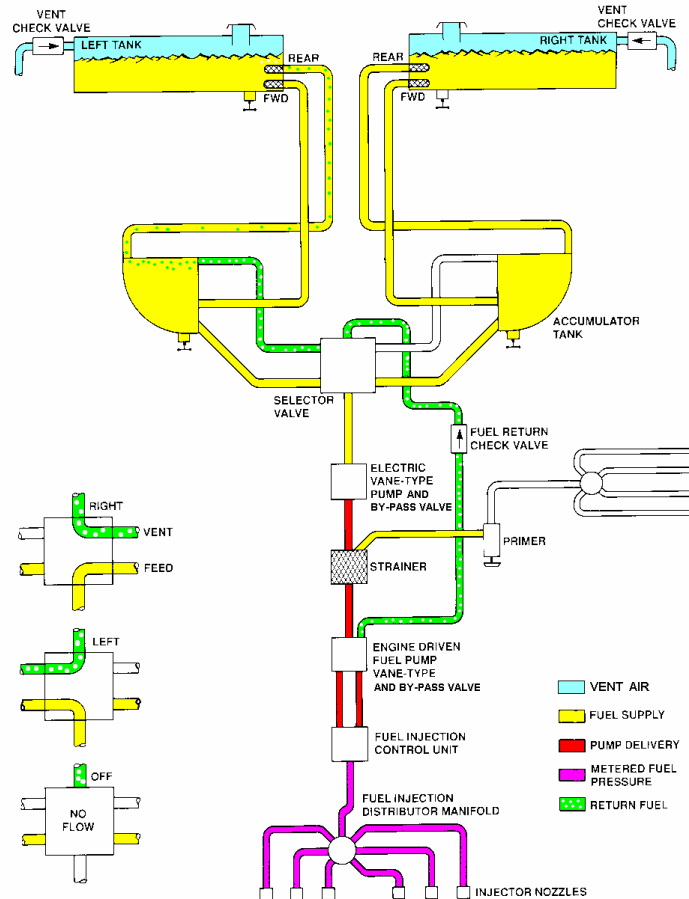 VENT
CHECK VALVE
LEFT TANK
REAR
FWD
VENT
CHECK VALVE
RIGHT TANK
REAR
FWD
ACCUMULATOR
TANK
SELECTOR
VALVE
FUEL RETURN
CHECK VALVE
ELECTRIC
VANE-TYPE
PUMP AND
BY-PASS VALVE
PRIMER
STRAINER
ENGINE DRIVEN
FUEL PUMP
VANE-TYPE
AND BY-PASS VALVE
FUEL INJECTION
CONTROL UNIT
FUEL INJECTION
DISTRIBUTOR MANIFOLD
INJECTOR NOZZLES
RIGHT
VENT
FEED
LEFT
OFF
NO
FLOW
VENT AIR
FUEL SUPPLY
PUMP DELIVERY
METERED FUEL
PRESSURE
RETURN FUEL